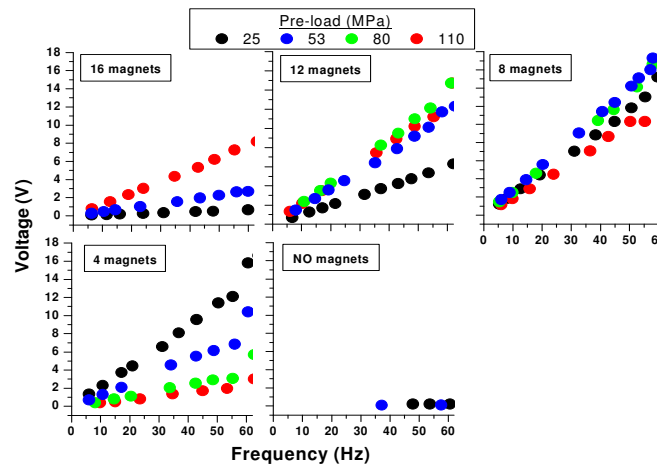 Pre-load (MPa)
25 53 80 110
16 magnets
12 magnets
8 magnets
18
16
14
12
10
8
6
4
2
0
0 10 20 30 40 50 60
4 magnets
NO magnets
18
16
14
12
10
8
6
4
2
0
0 10 20 30 40 50 60
0 10 20 30 40 50 60
Voltage (V)
Frequency (Hz)